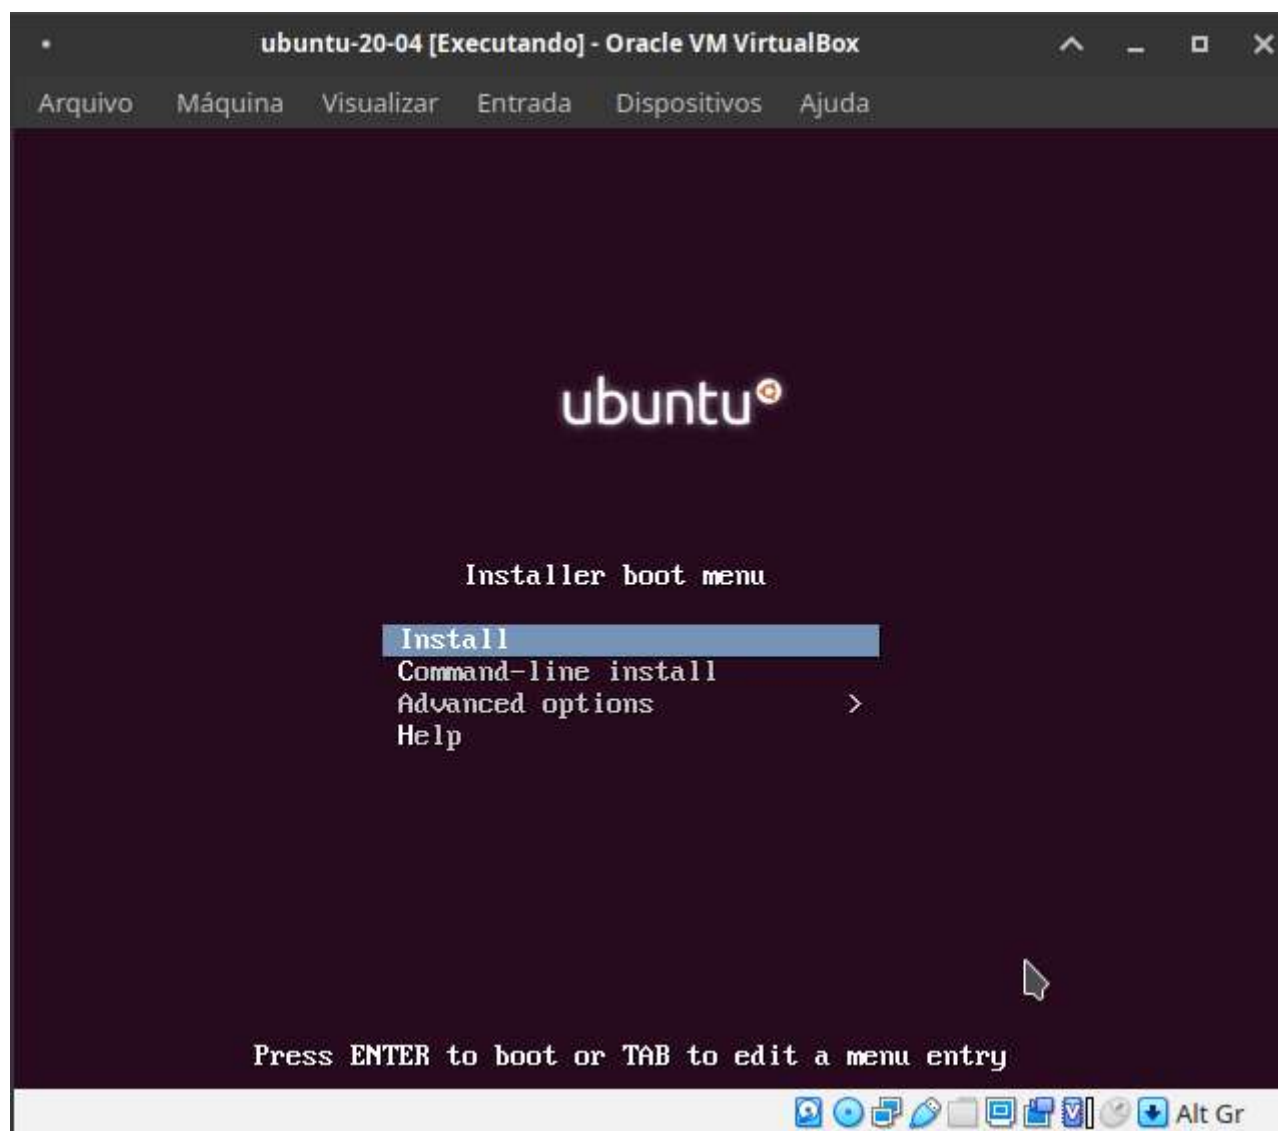 ubuntu-20-04 [Executando] - Oracle VM VirtualBox
Arquivo Máquina Visualizar Entrada Dispositivos Ajuda
ubuntu
Installer boot menu
Install
Command-line install
Advanced options >
Help
Press ENTER to boot or TAB to edit a menu entry
Alt Gr